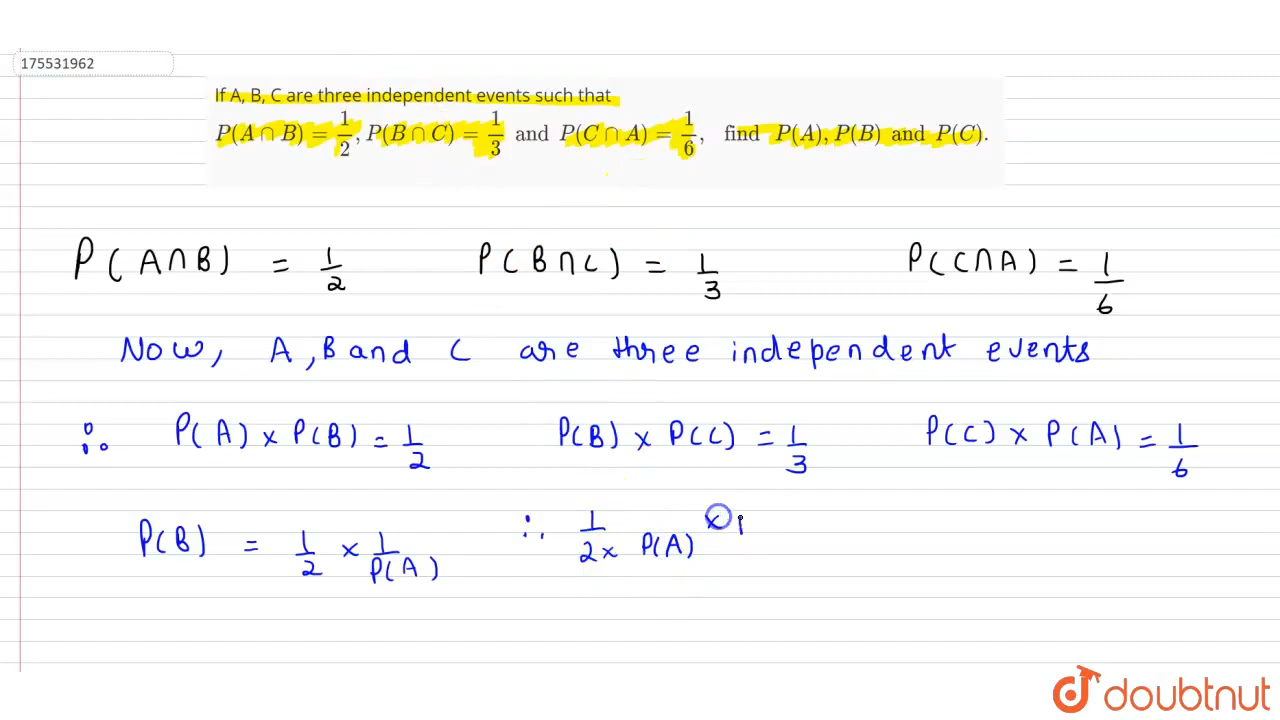 175531962
If A, B, C are three independent events such that
P(A ∩ B) = 1/2, P(B ∩ C) = 1/3 and P(C ∩ A) = 1/6, find P(A), P(B) and P(C).
P(A∩B) = 1/2 P(B∩C) = 1/3 P(C∩A) = 1/6
Now, A, B and C are three independent events
∴ P(A) × P(B) = 1/2 P(B) × P(C) = 1/3 P(C) × P(A) = 1/6
P(B) = 1/2 × 1/P(A) ∴ 1/2× P(A) ×
doubtnut